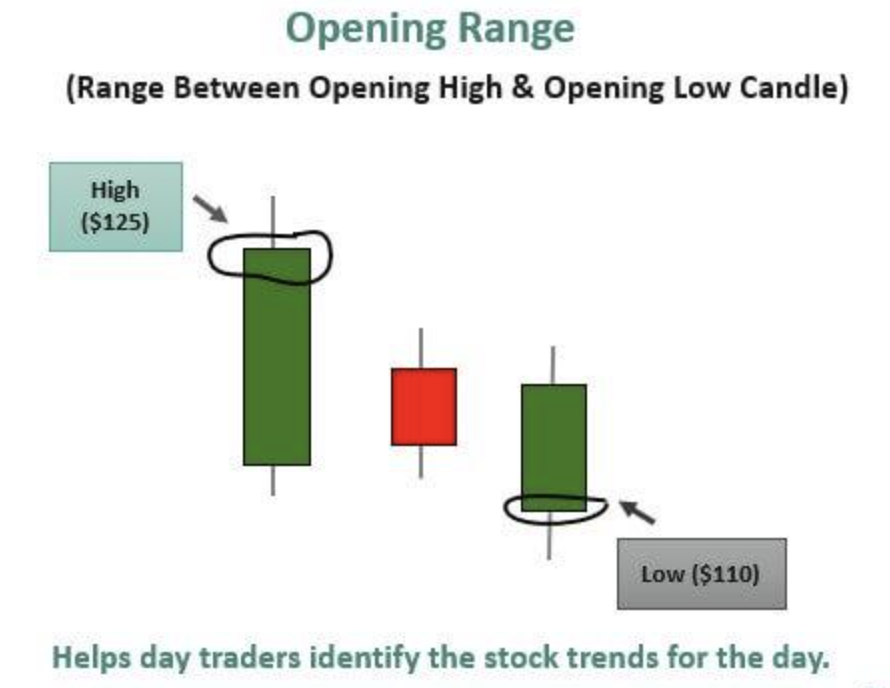 Opening Range
(Range Between Opening High & Opening Low Candle)
High
($125)
Low ($110)
Helps day traders identify the stock trends for the day.